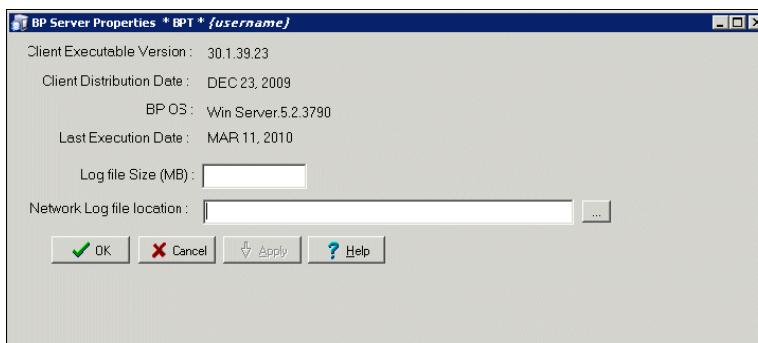 BP Server Properties * BPT * {username}
Client Executable Version : 30.1.39.23
Client Distribution Date : DEC 23, 2009
BP OS : Win Server.5.2.3790
Last Execution Date : MAR 11, 2010
Log file Size (MB) :
Network Log file location : ...
OK Cancel Apply Help